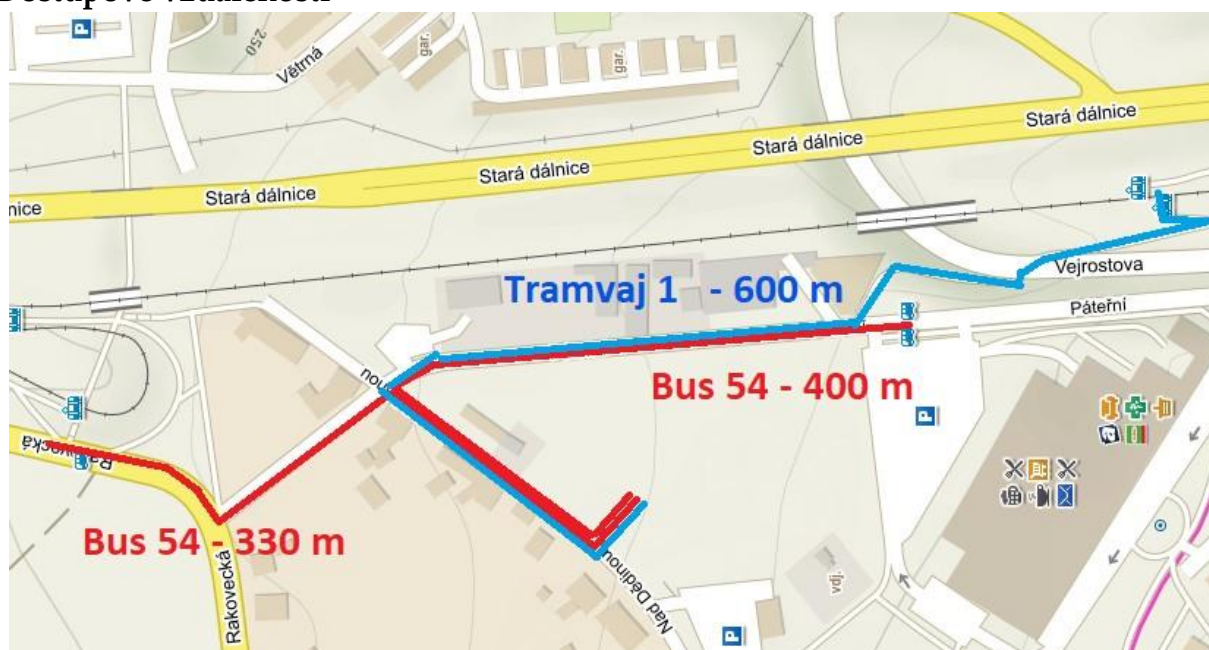 250
Větrná
gar.
gar.
Stará dálnice
Stará dálnice
Stará dálnice
Stará dálnice
nice
Tramvaj 1 - 600 m
Vejrostova
Páteřní
nou
Bus 54 - 400 m
Rakovecká
Bus 54 - 330 m
Nad Dědinou
vdj.
Rakovecká